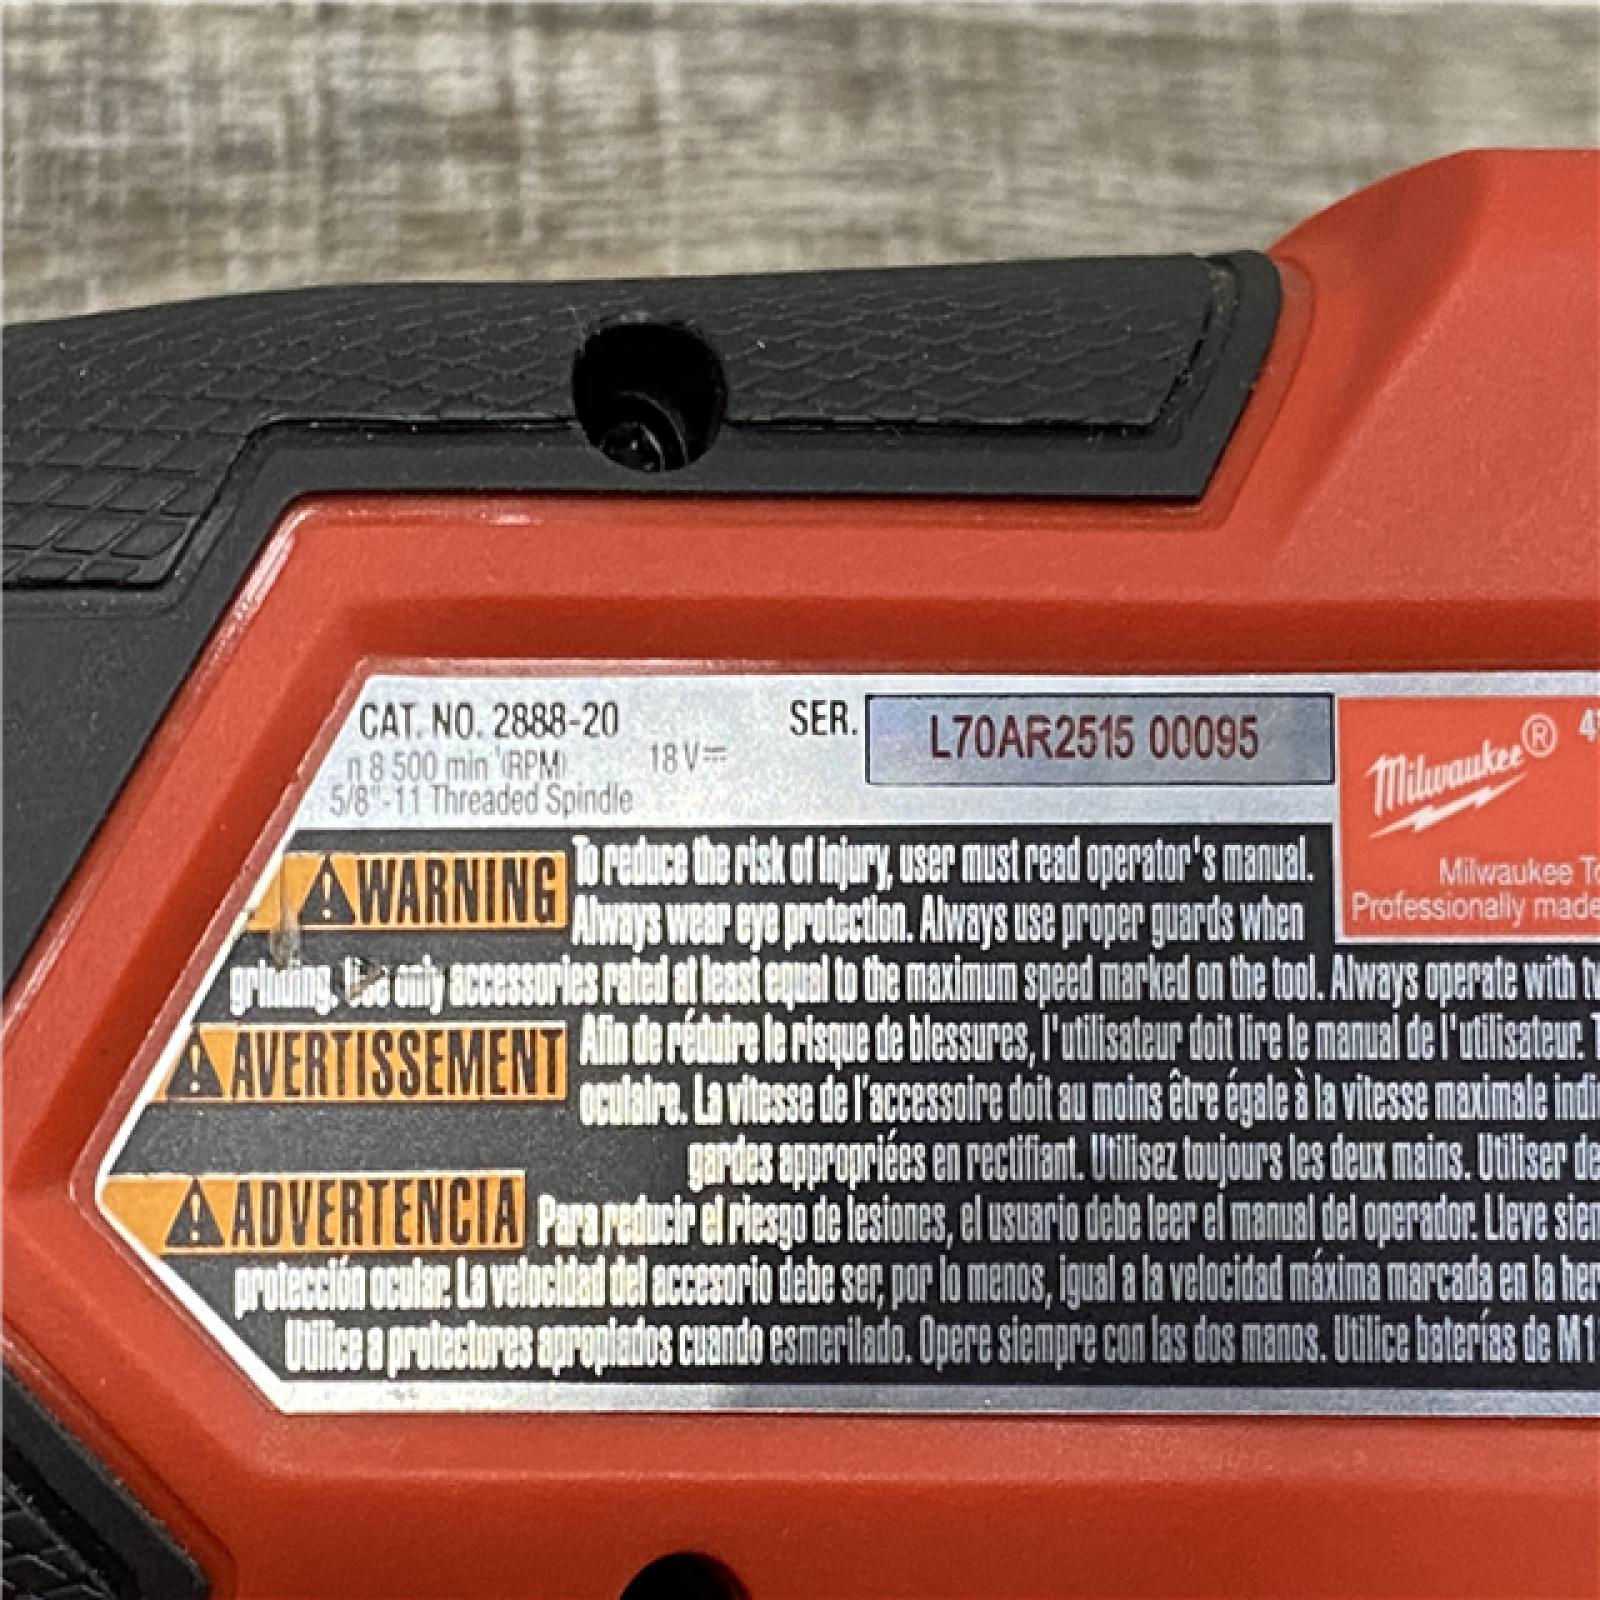 CAT. NO. 2888-20
n 8 500 min⁻¹(RPM) 18 V⎓
5/8"-11 Threaded Spindle
SER. L70AR2515 00095
Milwaukee®
Milwaukee
Professionally made
WARNING To reduce the risk of injury, user must read operator's manual.
Always wear eye protection. Always use proper guards when
grinding. Use only accessories rated at least equal to the maximum speed marked on the tool. Always operate with
AVERTISSEMENT Afin de réduire le risque de blessures, l'utilisateur doit lire le manuel de l'utilisateur.
oculaire. La vitesse de l'accessoire doit au moins être égale à la vitesse maximale
gardes appropriées en rectifiant. Utilisez toujours les deux mains. Utiliser
ADVERTENCIA Para reducir el riesgo de lesiones, el usuario debe leer el manual del operador. Lleve
protección ocular. La velocidad del accesorio debe ser, por lo menos, igual a la velocidad máxima marcada en la
Utilice a protectores apropiados cuando esmerilado. Opere siempre con las dos manos. Utilice baterías de